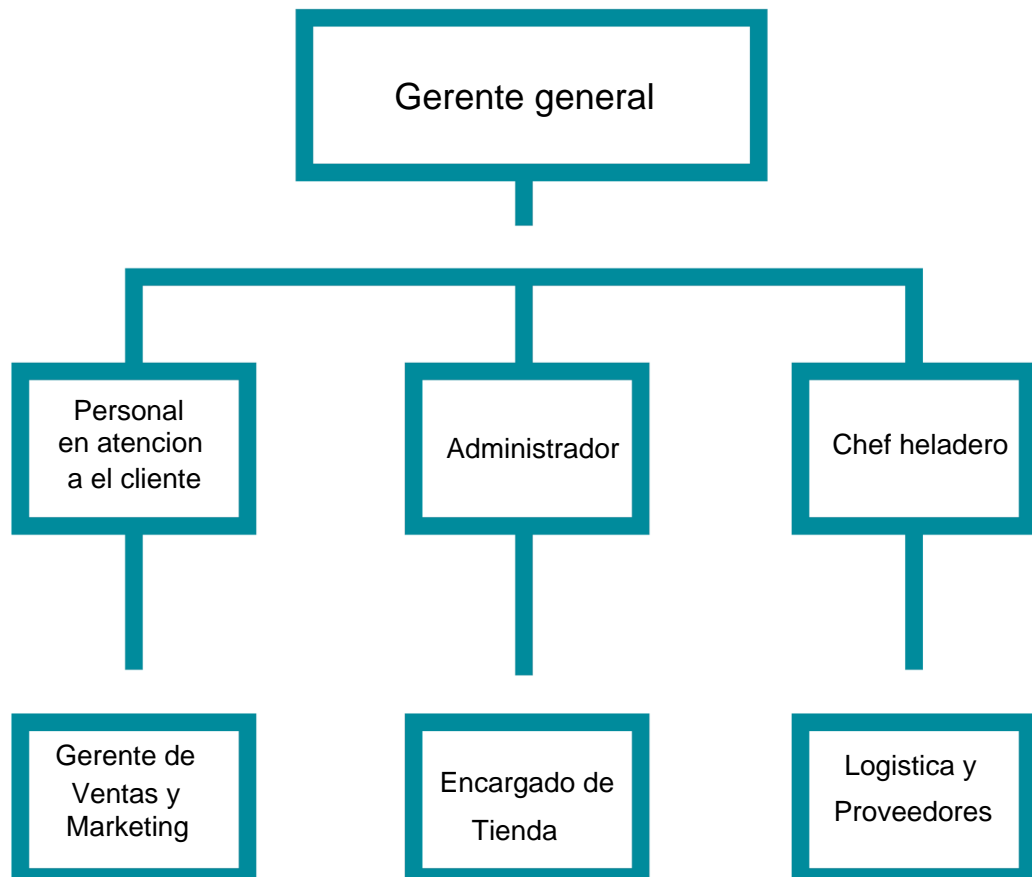 Gerente general
Personal
en atencion
a el cliente
Administrador
Chef heladero
Gerente de
Ventas y
Marketing
Encargado de
Tienda
Logistica y
Proveedores